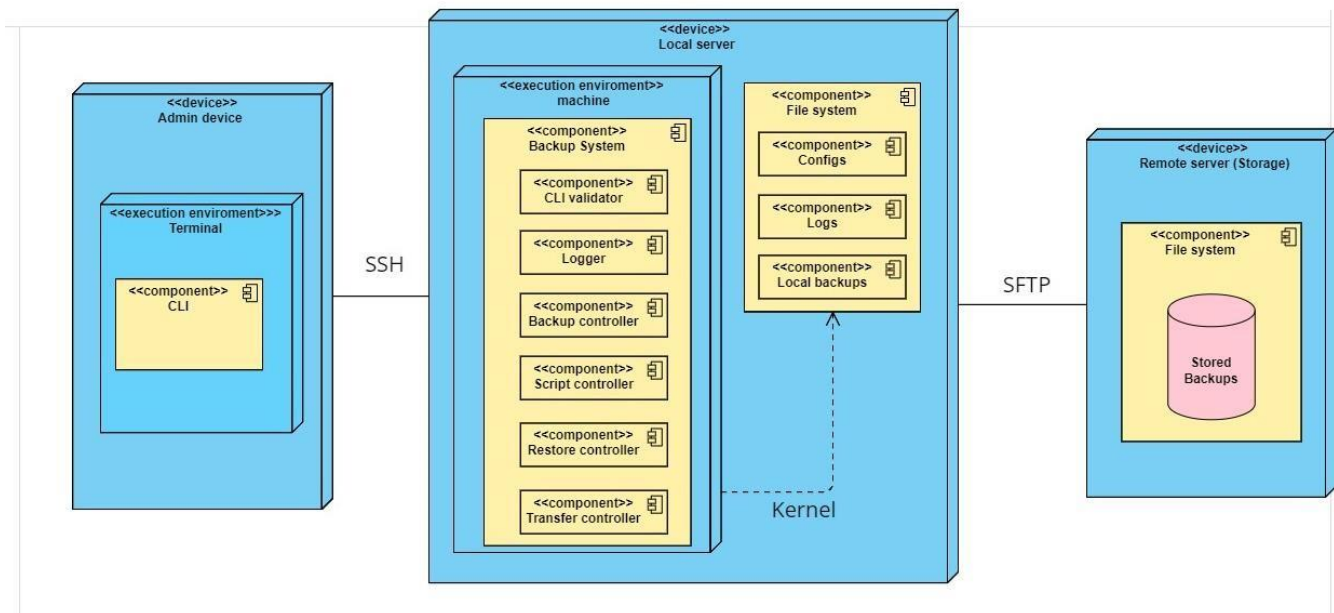 <<device>>
Admin device
<<execution enviroment>>>
Terminal
<<component>>
CLI
SSH
<<device>>
Local server
<<execution enviroment>>
machine
<<component>>
Backup System
<<component>>
CLI validator
<<component>>
Logger
<<component>>
Backup controller
<<component>>
Script controller
<<component>>
Restore controller
<<component>>
Transfer controller
<<component>>
File system
<<component>>
Configs
<<component>>
Logs
<<component>>
Local backups
Kernel
SFTP
<<device>>
Remote server (Storage)
<<component>>
File system
Stored
Backups